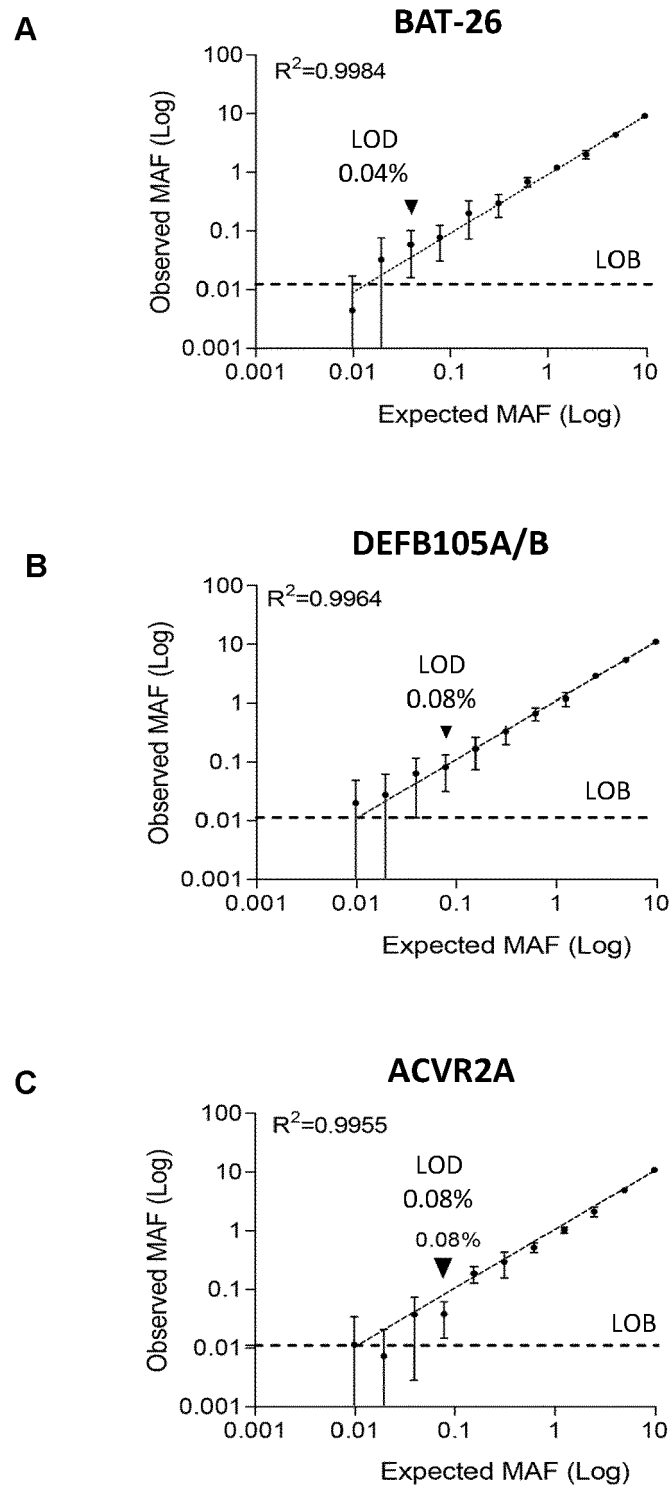 A
BAT-26
R²=0.9984
LOD
0.04%
LOB
100
10
1
0.1
0.01
0.001
Observed MAF (Log)
0.001 0.01 0.1 1 10
Expected MAF (Log)
B
DEFB105A/B
R²=0.9964
LOD
0.08%
LOB
100
10
1
0.1
0.01
0.001
Observed MAF (Log)
0.001 0.01 0.1 1 10
Expected MAF (Log)
C
ACVR2A
R²=0.9955
LOD
0.08%
0.08%
LOB
100
10
1
0.1
0.01
0.001
Observed MAF (Log)
0.001 0.01 0.1 1 10
Expected MAF (Log)